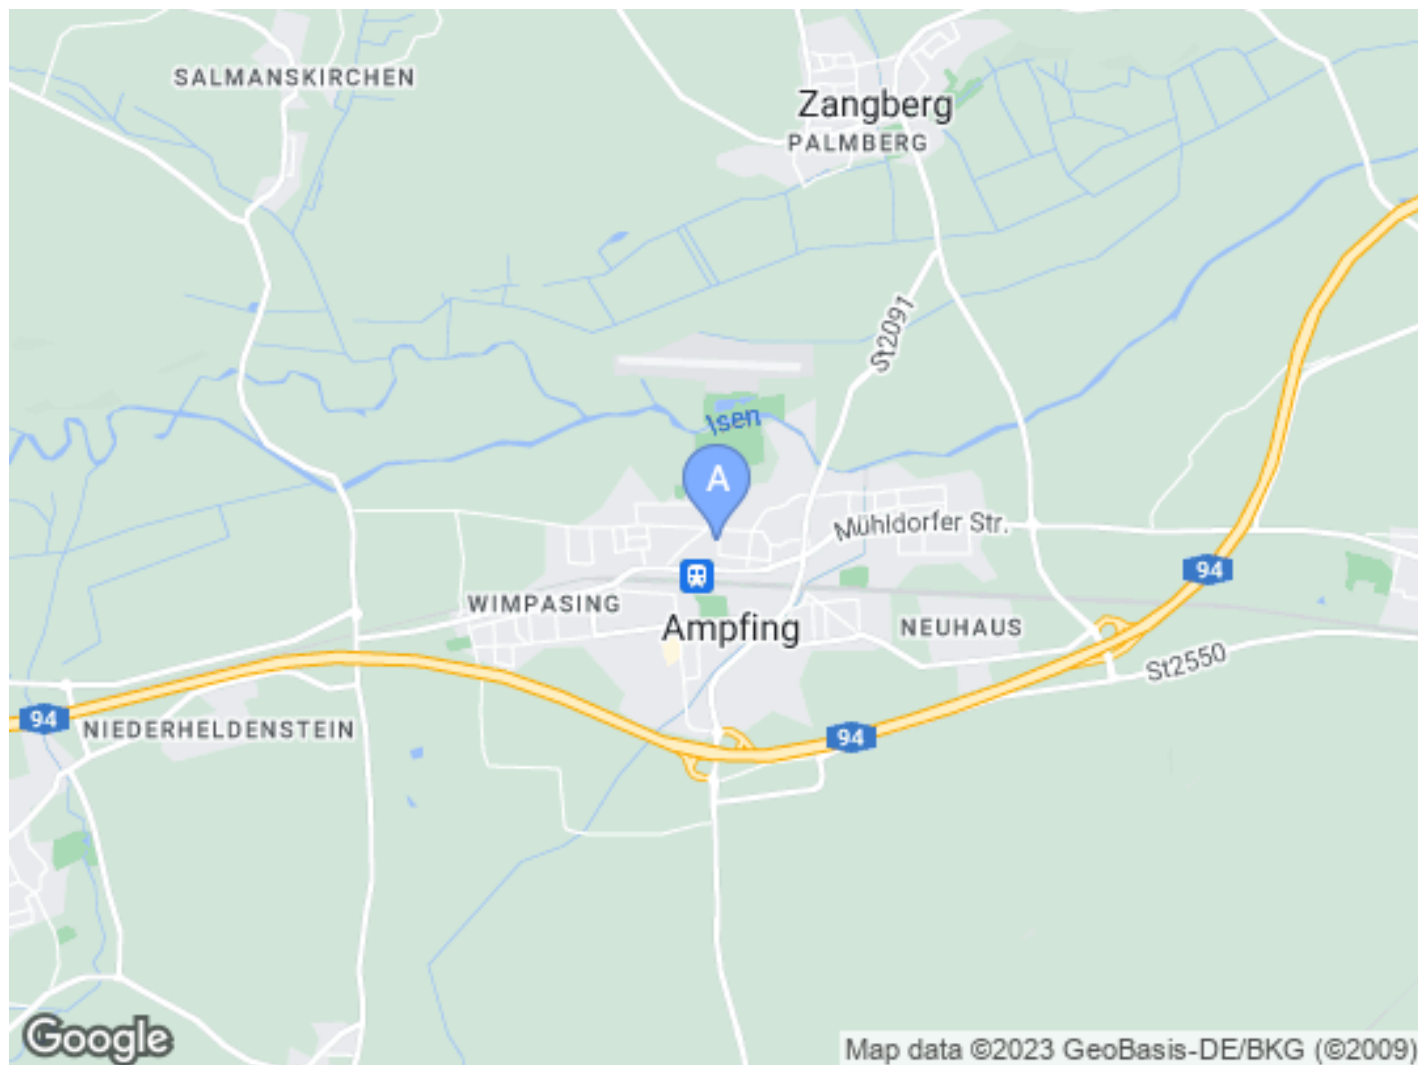 SALMANSKIRCHEN
Zangberg
PALMBERG
St2091
Isen
A
Mühldorfer Str.
94
WIMPASING
Ampfing
NEUHAUS
St2550
94
NIEDERHELDENSTEIN
94
Google
Map data ©2023 GeoBasis-DE/BKG (©2009)